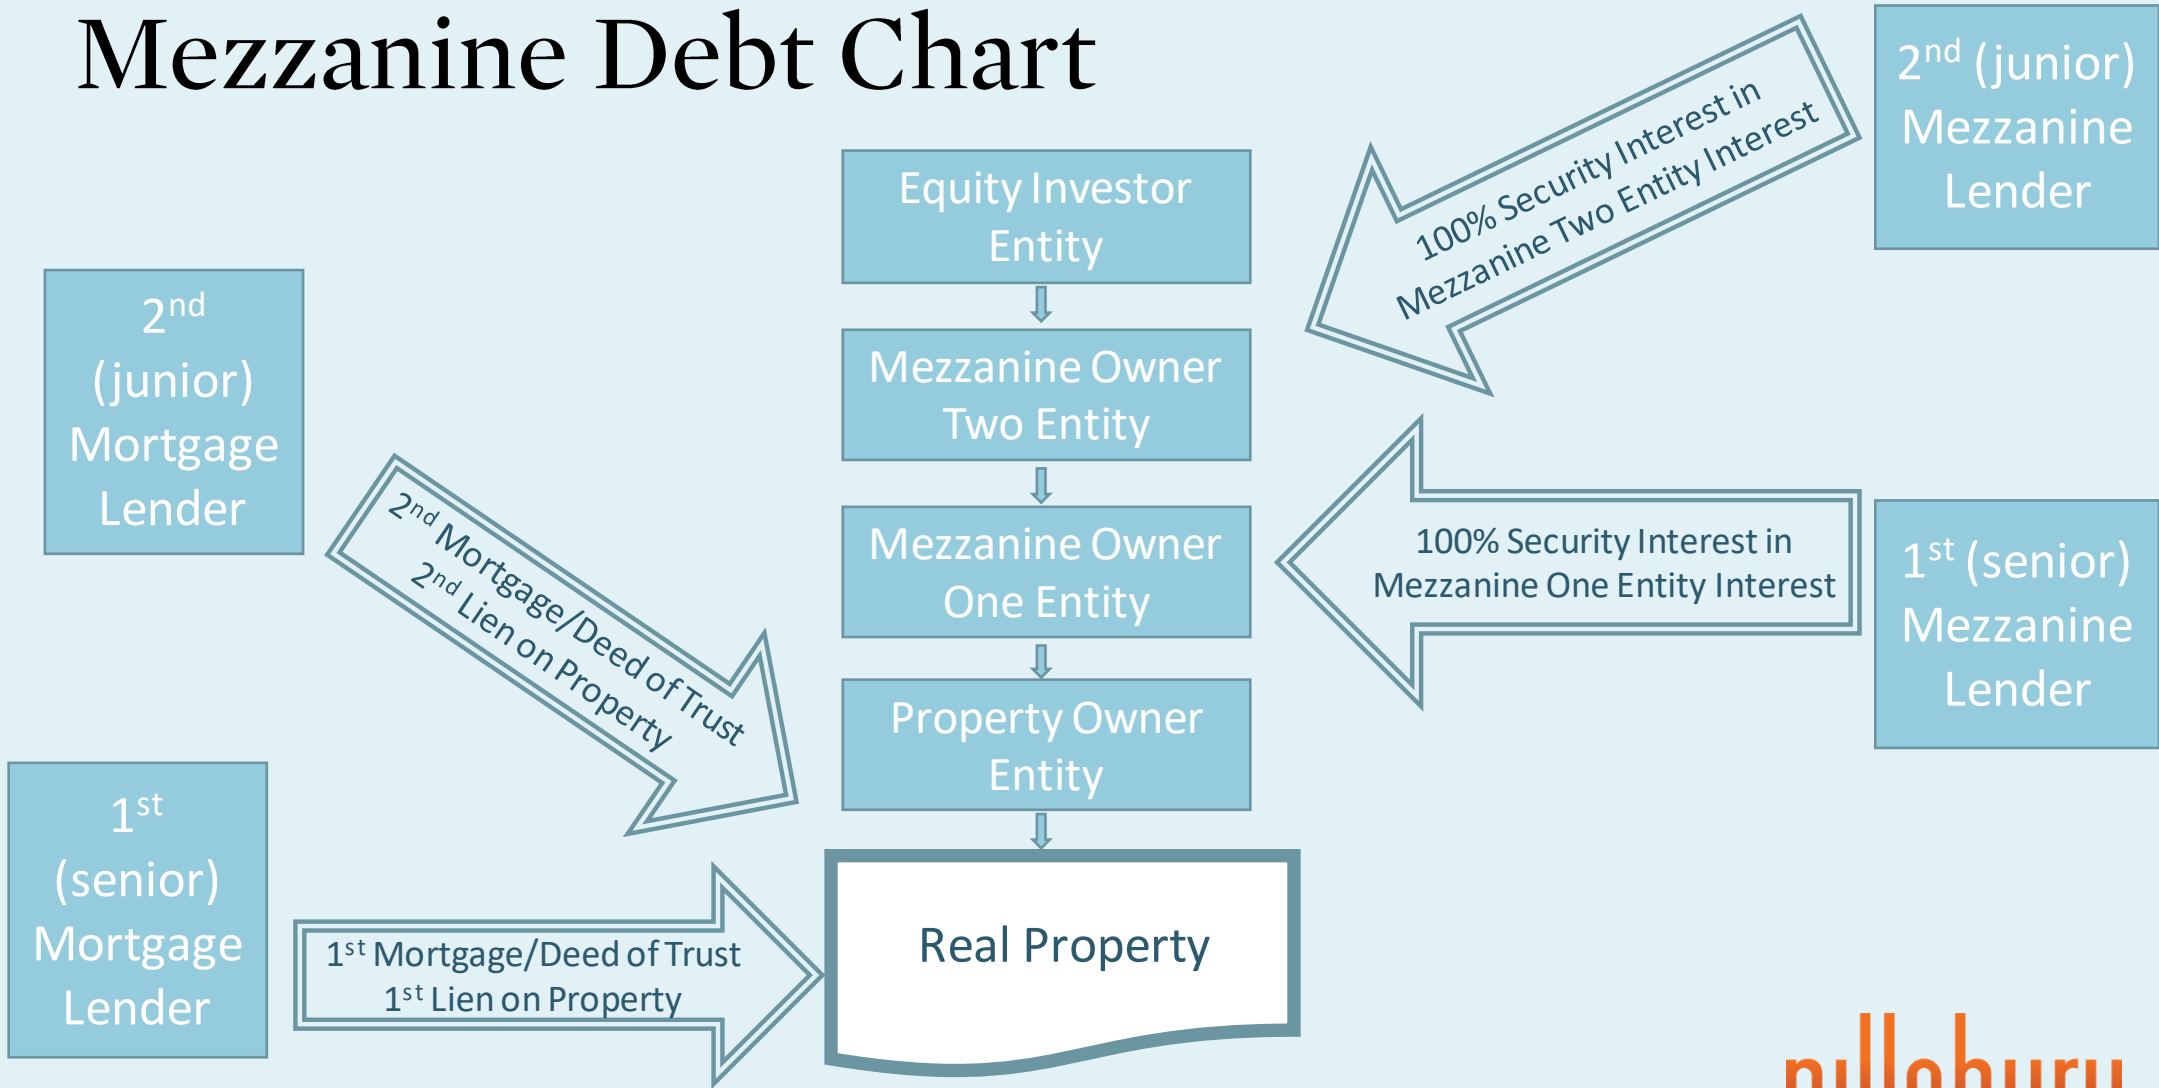 Mezzanine Debt Chart
2nd (junior)
Mezzanine
Lender
100% Security Interest in
Mezzanine Two Entity Interest
Equity Investor
Entity
2nd
(junior)
Mortgage
Lender
Mezzanine Owner
Two Entity
2nd Mortgage/Deed of Trust
2nd Lien on Property
Mezzanine Owner
One Entity
100% Security Interest in
Mezzanine One Entity Interest
1st (senior)
Mezzanine
Lender
Property Owner
Entity
1st
(senior)
Mortgage
Lender
1st Mortgage/Deed of Trust
1st Lien on Property
Real Property
pillsbury